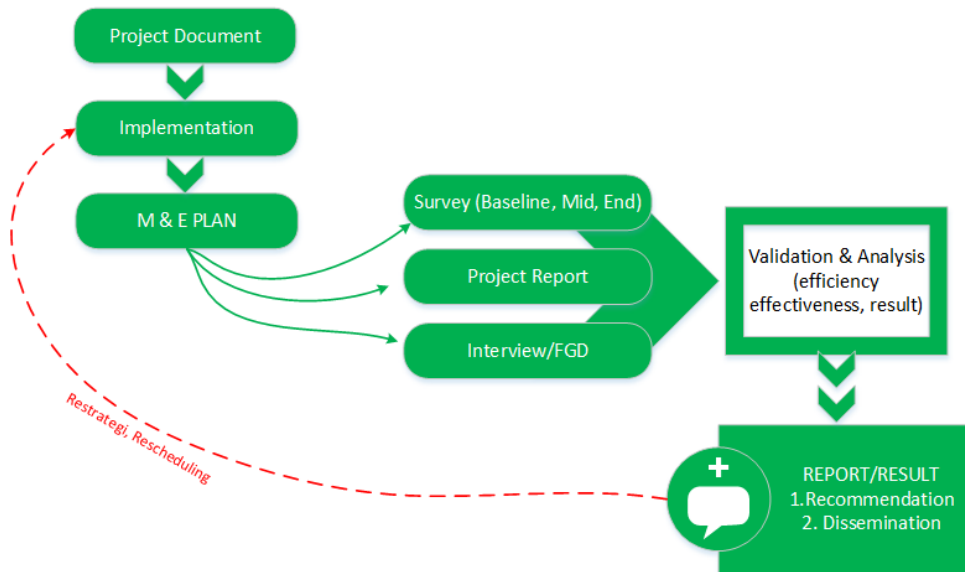 Project Document
Implementation
M & E PLAN
Survey (Baseline, Mid, End)
Project Report
Interview/FGD
Validation & Analysis
(efficiency
effectiveness, result)
Restrategi, Rescheduling
REPORT/RESULT
1.Recommendation
2. Dissemination